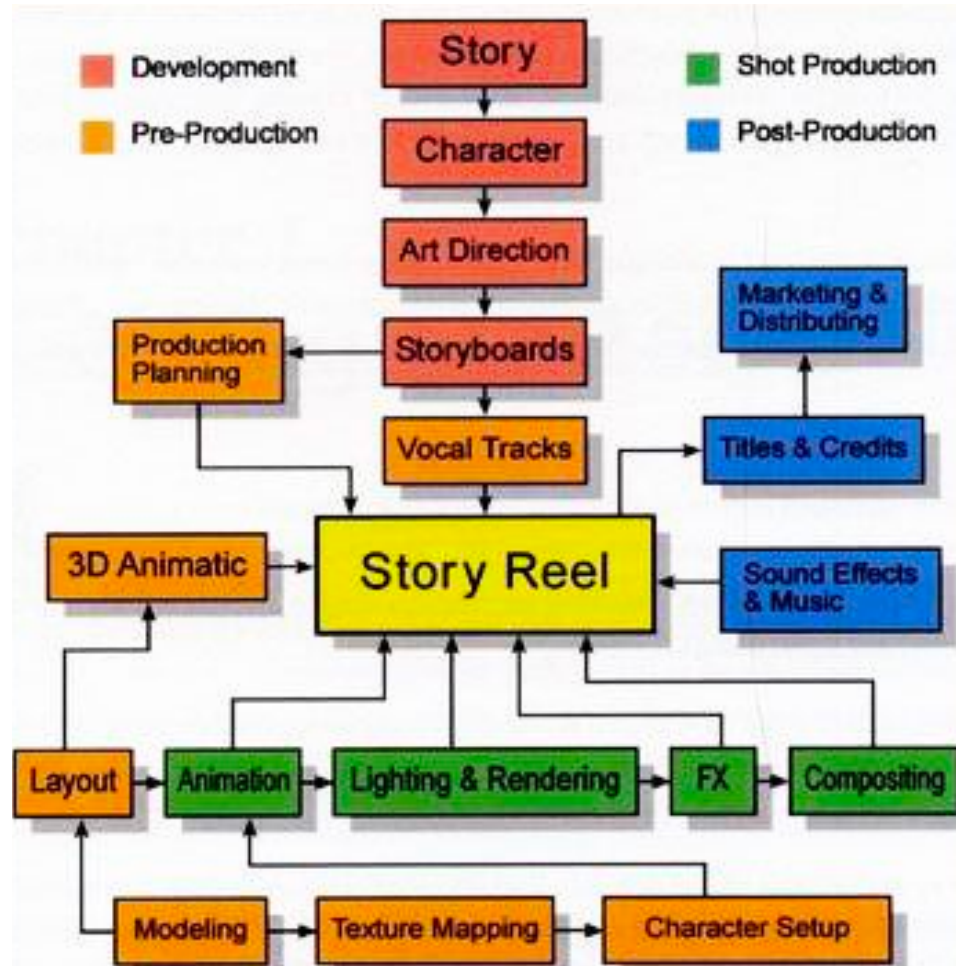 Development
Pre-Production
Story
Shot Production
Post-Production
Character
Art Direction
Storyboards
Production
Planning
Vocal Tracks
Marketing &
Distributing
Titles & Credits
3D Animatic
Story Reel
Sound Effects
& Music
Layout
Animation
Lighting & Rendering
FX
Compositing
Modeling
Texture Mapping
Character Setup